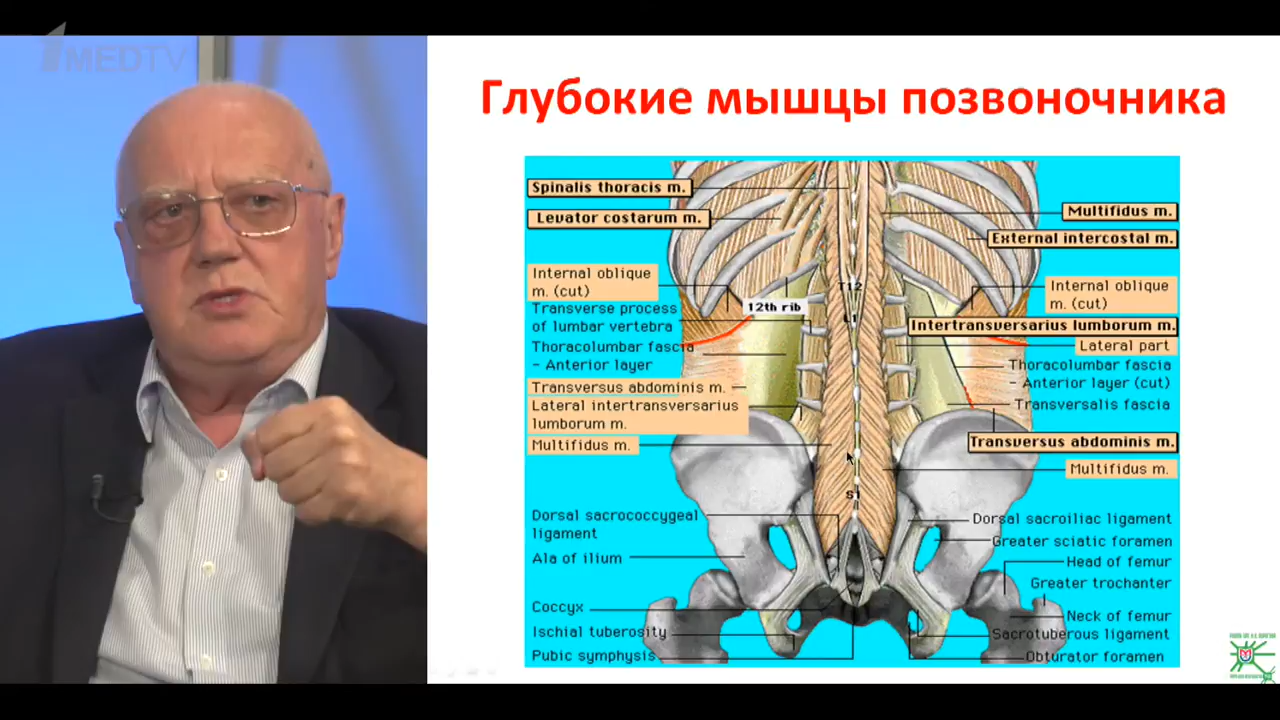 1MEDTV
Глубокие мышцы позвоночника
Spinalis thoracis m.
Levator costarum m.
Internal oblique
m. (cut)
12th rib
Transverse process
of lumbar vertebra
Thoracolumbar fascia
- Anterior layer
Transversus abdominis m.
Lateral intertransversarius
lumborum m.
Multifidus m.
Dorsal sacrococcygeal
ligament
Ala of ilium
Coccyx
Ischial tuberosity
Pubic symphysis
T12
L1
S1
Multifidus m.
External intercostal m.
Internal oblique
m. (cut)
Intertransversarius lumborum m.
Lateral part
Thoracolumbar fascia
- Anterior layer (cut)
Transversalis fascia
Transversus abdominis m.
Multifidus m.
Dorsal sacroiliac ligament
Greater sciatic foramen
Head of femur
Greater trochanter
Neck of femur
Sacrotuberous ligament
Obturator foramen